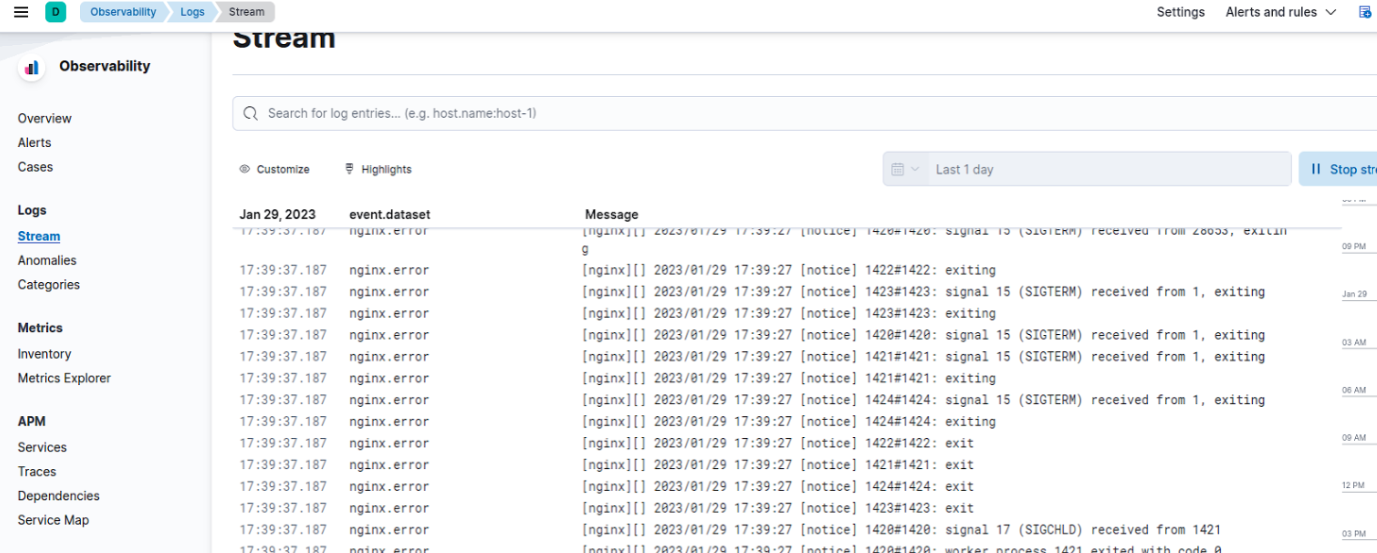 D
Observability
Logs
Stream
Settings
Alerts and rules
Stream
Observability
Search for log entries... (e.g. host.name:host-1)
Overview
Alerts
Cases
Customize
Highlights
Last 1 day
Stop stre
Logs
Stream
Anomalies
Categories
Metrics
Inventory
Metrics Explorer
APM
Services
Traces
Dependencies
Service Map
Jan 29, 2023 event.dataset Message
17:39:37.187 nginx.error [nginx][] 2023/01/29 17:39:27 [notice] 1420#1420: signal 15 (SIGTERM) received from 28653, exitin
g
17:39:37.187 nginx.error [nginx][] 2023/01/29 17:39:27 [notice] 1422#1422: exiting
17:39:37.187 nginx.error [nginx][] 2023/01/29 17:39:27 [notice] 1423#1423: signal 15 (SIGTERM) received from 1, exiting
17:39:37.187 nginx.error [nginx][] 2023/01/29 17:39:27 [notice] 1423#1423: exiting
17:39:37.187 nginx.error [nginx][] 2023/01/29 17:39:27 [notice] 1420#1420: signal 15 (SIGTERM) received from 1, exiting
17:39:37.187 nginx.error [nginx][] 2023/01/29 17:39:27 [notice] 1421#1421: signal 15 (SIGTERM) received from 1, exiting
17:39:37.187 nginx.error [nginx][] 2023/01/29 17:39:27 [notice] 1421#1421: exiting
17:39:37.187 nginx.error [nginx][] 2023/01/29 17:39:27 [notice] 1424#1424: signal 15 (SIGTERM) received from 1, exiting
17:39:37.187 nginx.error [nginx][] 2023/01/29 17:39:27 [notice] 1424#1424: exiting
17:39:37.187 nginx.error [nginx][] 2023/01/29 17:39:27 [notice] 1422#1422: exit
17:39:37.187 nginx.error [nginx][] 2023/01/29 17:39:27 [notice] 1421#1421: exit
17:39:37.187 nginx.error [nginx][] 2023/01/29 17:39:27 [notice] 1424#1424: exit
17:39:37.187 nginx.error [nginx][] 2023/01/29 17:39:27 [notice] 1423#1423: exit
17:39:37.187 nginx.error [nginx][] 2023/01/29 17:39:27 [notice] 1420#1420: signal 17 (SIGCHLD) received from 1421
17:39:37.187 nginx.error [nginx][] 2023/01/29 17:39:27 [notice] 1420#1420: worker process 1421 exited with code 0
09 PM
Jan 29
03 AM
06 AM
09 AM
12 PM
03 PM